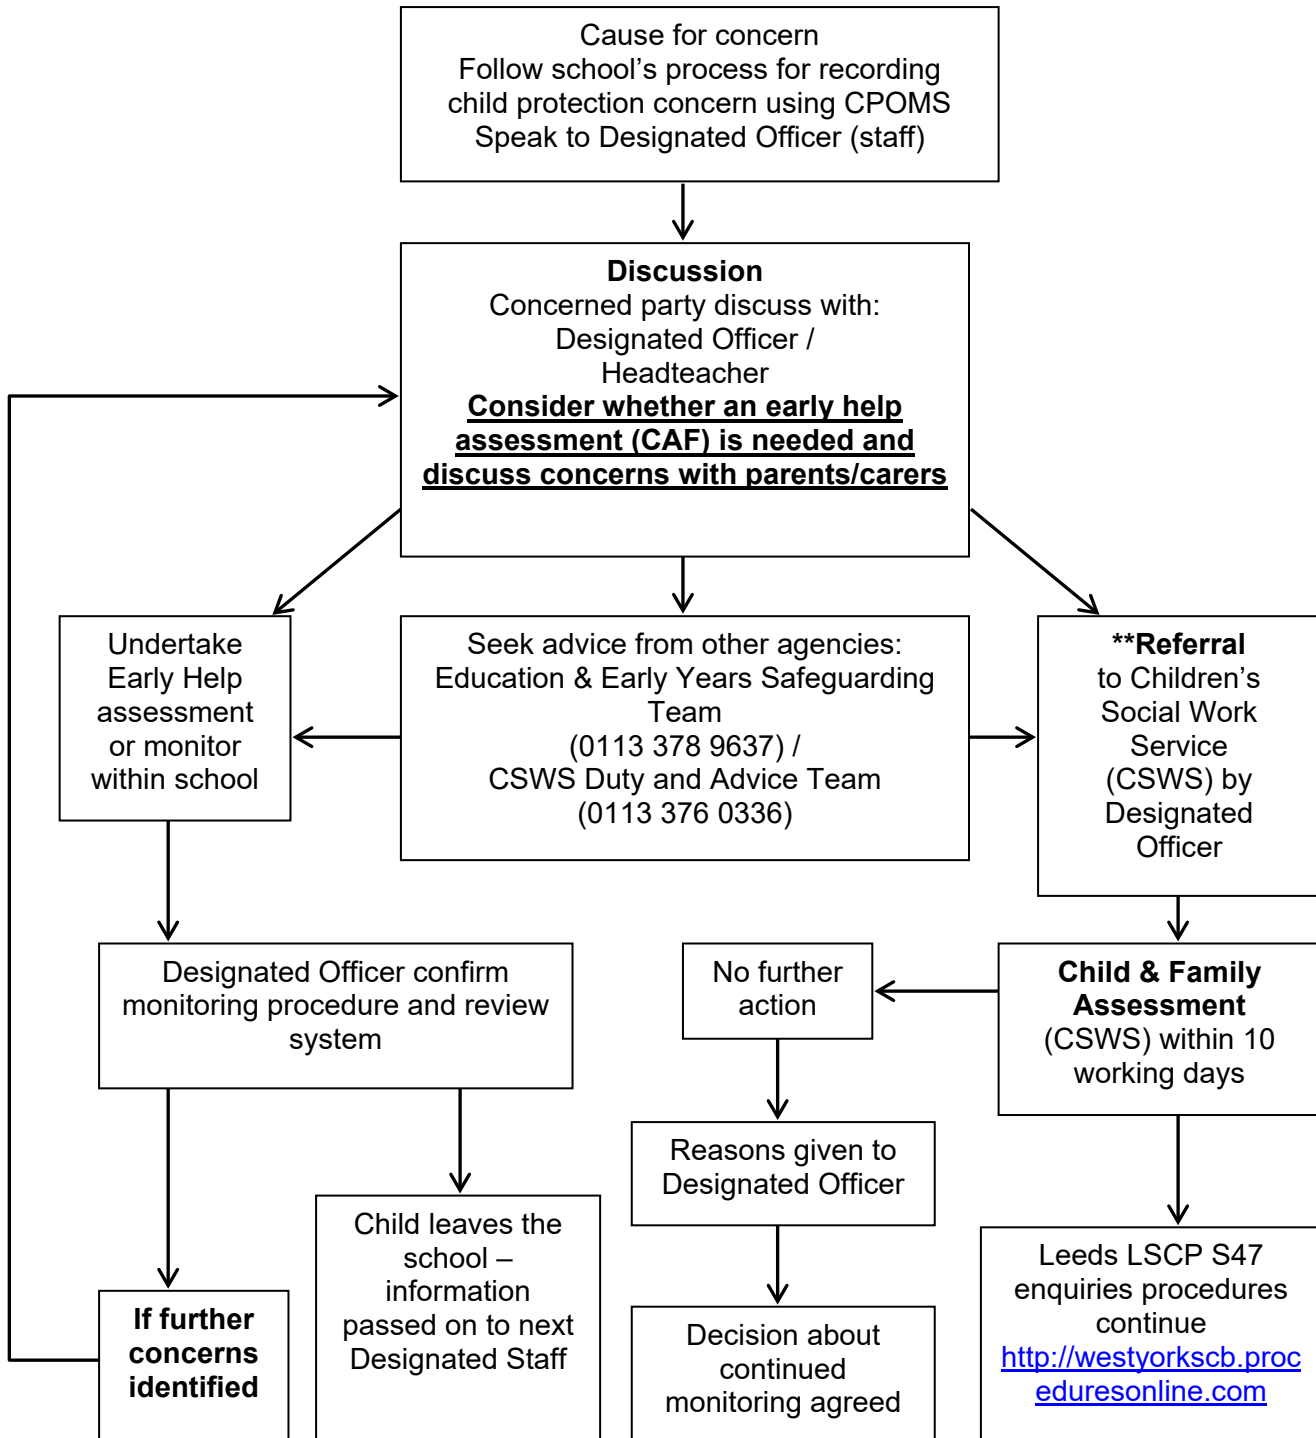 Cause for concern
Follow school’s process for recording
child protection concern using CPOMS
Speak to Designated Officer (staff)
Discussion
Concerned party discuss with:
Designated Officer /
Headteacher
Consider whether an early help
assessment (CAF) is needed and
discuss concerns with parents/carers
Undertake
Early Help
assessment
or monitor
within school
Seek advice from other agencies:
Education & Early Years Safeguarding
Team
(0113 378 9637) /
CSWS Duty and Advice Team
(0113 376 0336)
**Referral
to Children’s
Social Work
Service
(CSWS) by
Designated
Officer
Designated Officer confirm
monitoring procedure and review
system
No further
action
Child & Family
Assessment
(CSWS) within 10
working days
Reasons given to
Designated Officer
If further
concerns
identified
Child leaves the
school –
information
passed on to next
Designated Staff
Decision about
continued
monitoring agreed
Leeds LSCP S47
enquiries procedures
continue
http://westyorkscb.proc
eduresonline.com